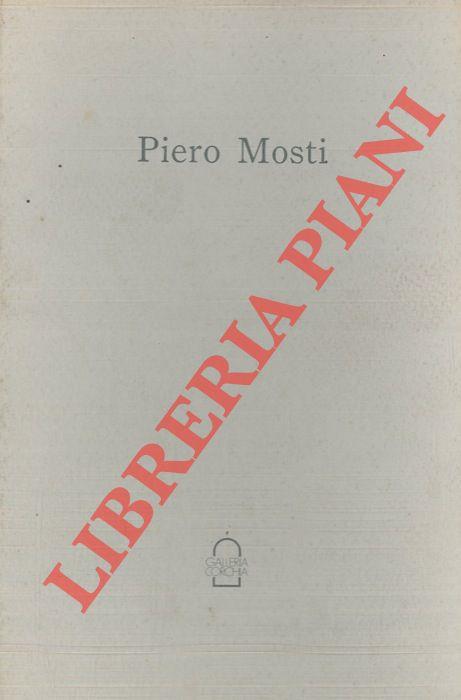 Piero Mosti
LIBRERIA PIANI
GALLERIA
CORCHIA